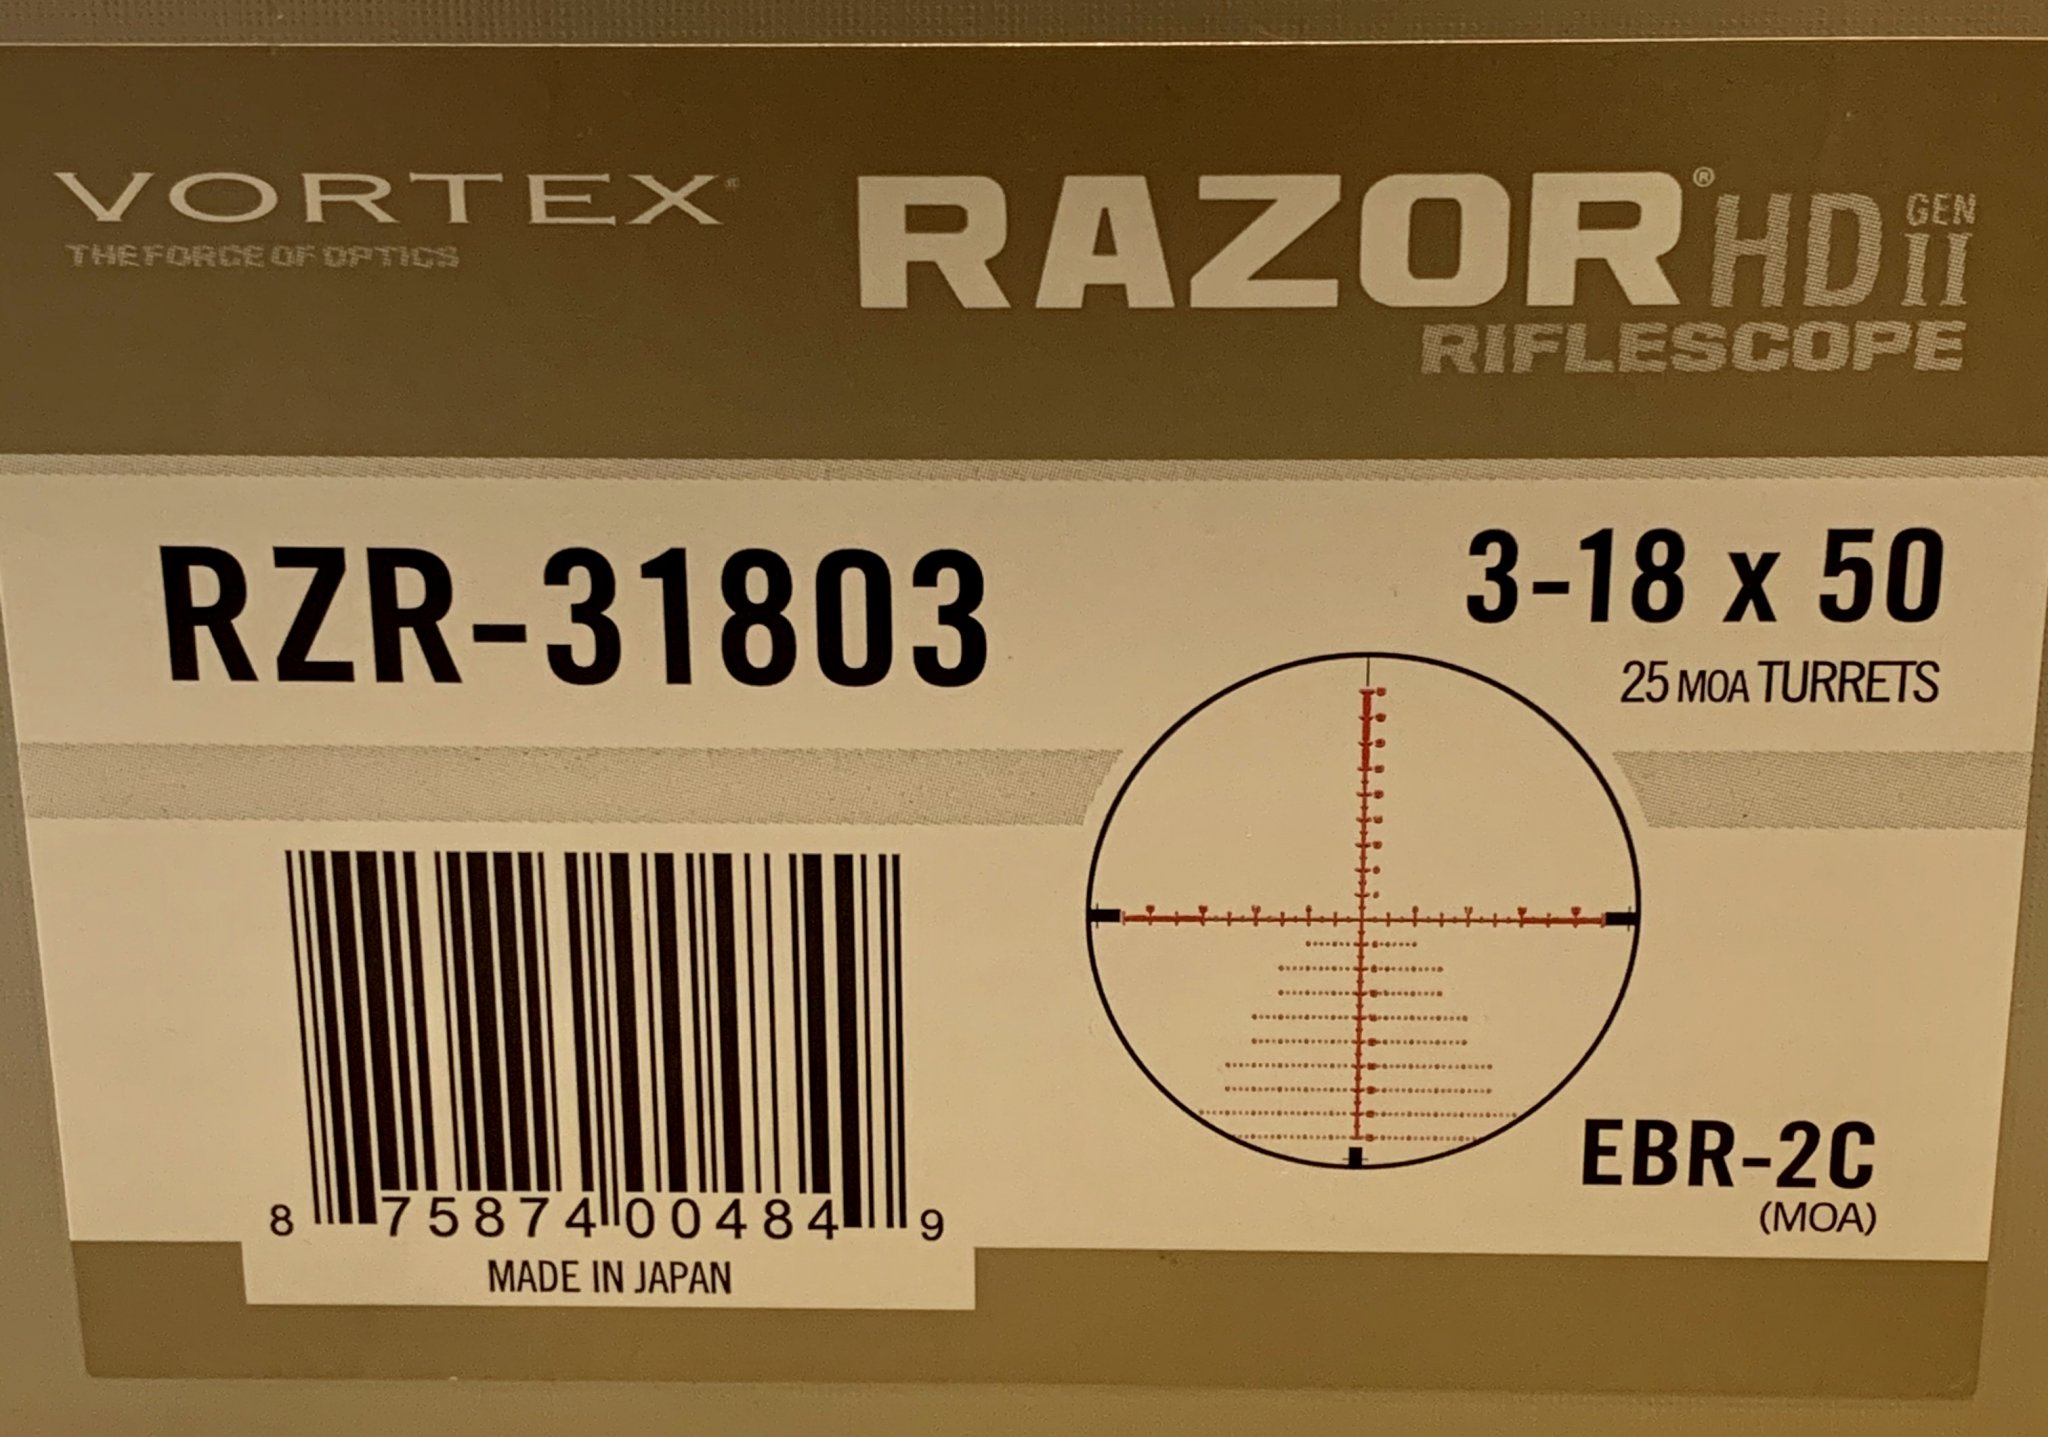 VORTEX®
THE FORCE OF OPTICS
RAZOR® HD GEN II
RIFLESCOPE
RZR-31803
3-18 x 50
25 MOA TURRETS
EBR-2C
(MOA)
8 75874 00484 9
MADE IN JAPAN